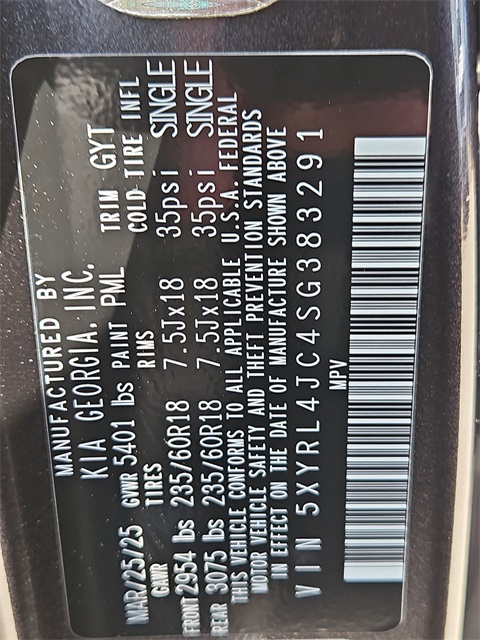 MANUFACTURED BY
KIA GEORGIA, INC.
MAR/25/25 GVWR 5401 lbs PAINT PML TRIM GYT
GAWR TIRES RIMS COLD TIRE INFL
FRONT 2954 lbs 235/60R18 7.5Jx18 35psi SINGLE
REAR 3075 lbs 235/60R18 7.5Jx18 35psi SINGLE
THIS VEHICLE CONFORMS TO ALL APPLICABLE U.S.A. FEDERAL
MOTOR VEHICLE SAFETY AND THEFT PREVENTION STANDARDS
IN EFFECT ON THE DATE OF MANUFACTURE SHOWN ABOVE
VIN 5XYRL4JC4SG383291
MPV